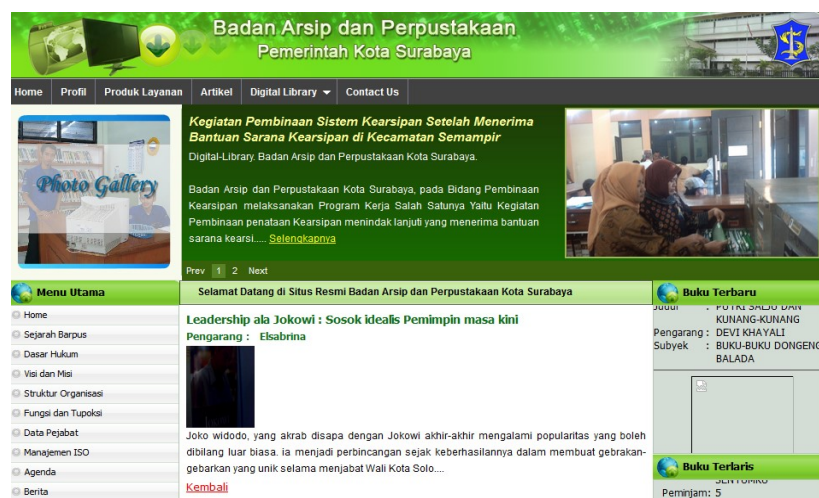 Badan Arsip dan Perpustakaan
Pemerintah Kota Surabaya
Home Profil Produk Layanan Artikel Digital Library Contact Us
Photo Gallery
Kegiatan Pembinaan Sistem Kearsipan Setelah Menerima
Bantuan Sarana Kearsipan di Kecamatan Semampir
Digital-Library. Badan Arsip dan Perpustakaan Kota Surabaya.
Badan Arsip dan Perpustakaan Kota Surabaya, pada Bidang Pembinaan
Kearsipan melaksanakan Program Kerja Salah Satunya Yaitu Kegiatan
Pembinaan penataan Kearsipan menindak lanjuti yang menerima bantuan
sarana kearsi..... Selengkapnya
Prev 1 2 Next
Menu Utama
Home
Sejarah Barpus
Dasar Hukum
Visi dan Misi
Struktur Organisasi
Fungsi dan Tupoksi
Data Pejabat
Manajemen ISO
Agenda
Berita
Selamat Datang di Situs Resmi Badan Arsip dan Perpustakaan Kota Surabaya
Leadership ala Jokowi : Sosok idealis Pemimpin masa kini
Pengarang : Elsabrina
Joko widodo, yang akrab disapa dengan Jokowi akhir-akhir mengalami popularitas yang boleh
dibilang luar biasa. ia menjadi perbincangan sejak keberhasilannya dalam membuat gebrakan-
gebarkan yang unik selama menjabat Wali Kota Solo....
Kembali
Buku Terbaru
Judul : PUTRI SALJU DAN
KUNANG-KUNANG
Pengarang : DEVI KHAYALI
Subyek : BUKU-BUKU DONGENG
BALADA
Buku Terlaris
SENYUMKU
Peminjam: 5